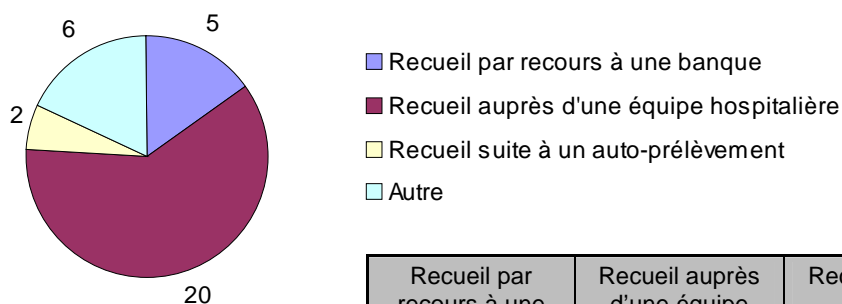 6
5
2
20
Recueil par recours à une banque
Recueil auprès d'une équipe hospitalière
Recueil suite à un auto-prélèvement
Autre
Recueil par
recours à une
Recueil auprès
d'une équipe